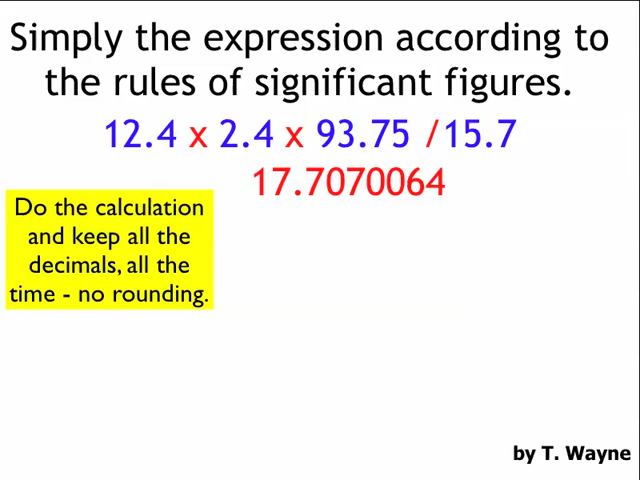 Simply the expression according to
the rules of significant figures.
12.4 x 2.4 x 93.75 /15.7
17.7070064
Do the calculation
and keep all the
decimals, all the
time - no rounding.
by T. Wayne